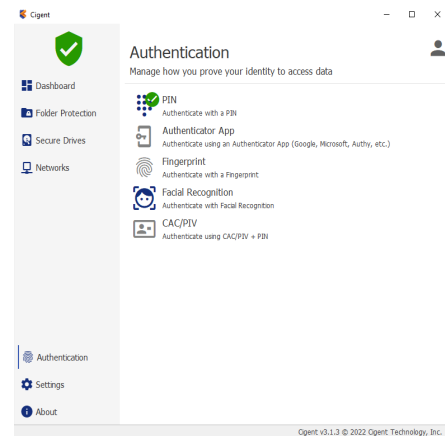 Cigent
Authentication
Manage how you prove your identity to access data
Dashboard
Folder Protection
Secure Drives
Networks
PIN
Authenticate with a PIN
Authenticator App
Authenticate using an Authenticator App (Google, Microsoft, Authy, etc.)
Fingerprint
Authenticate with a Fingerprint
Facial Recognition
Authenticate with Facial Recognition
CAC/PIV
Authenticate using CAC/PIV + PIN
Authentication
Settings
About
Cigent v3.1.3 © 2022 Cigent Technology, Inc.